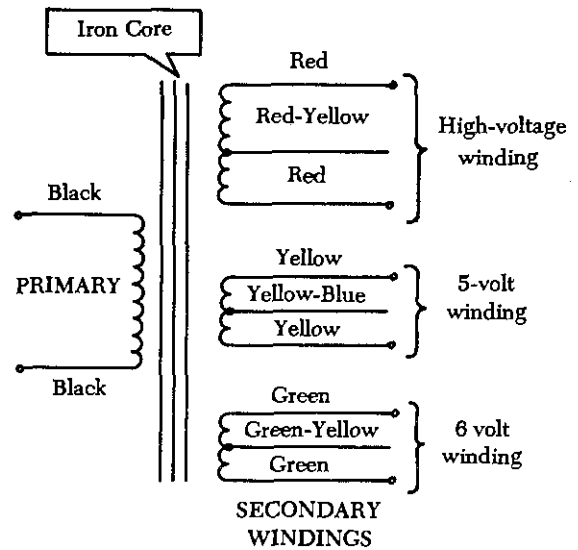 Iron Core
Red
Red-Yellow
Red
High-voltage
winding
Black
PRIMARY
Black
Yellow
Yellow-Blue
Yellow
5-volt
winding
Green
Green-Yellow
Green
6 volt
winding
SECONDARY
WINDINGS